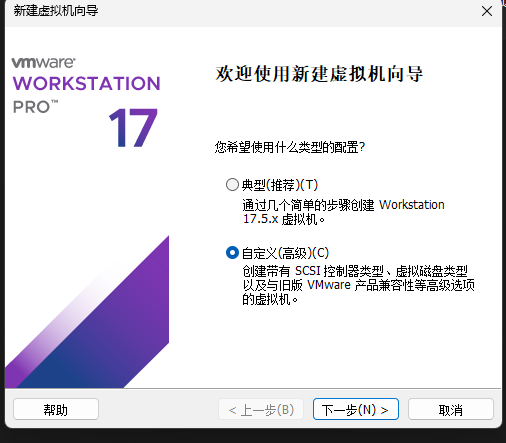 新建虚拟机向导
vmware®
WORKSTATION
PRO™
17
欢迎使用新建虚拟机向导
您希望使用什么类型的配置?
典型(推荐)(T)
通过几个简单的步骤创建 Workstation
17.5.x 虚拟机。
自定义(高级)(C)
创建带有 SCSI 控制器类型、虚拟磁盘类型
以及与旧版 VMware 产品兼容性等高级选项
的虚拟机。
帮助
< 上一步(B)
下一步(N) >
取消